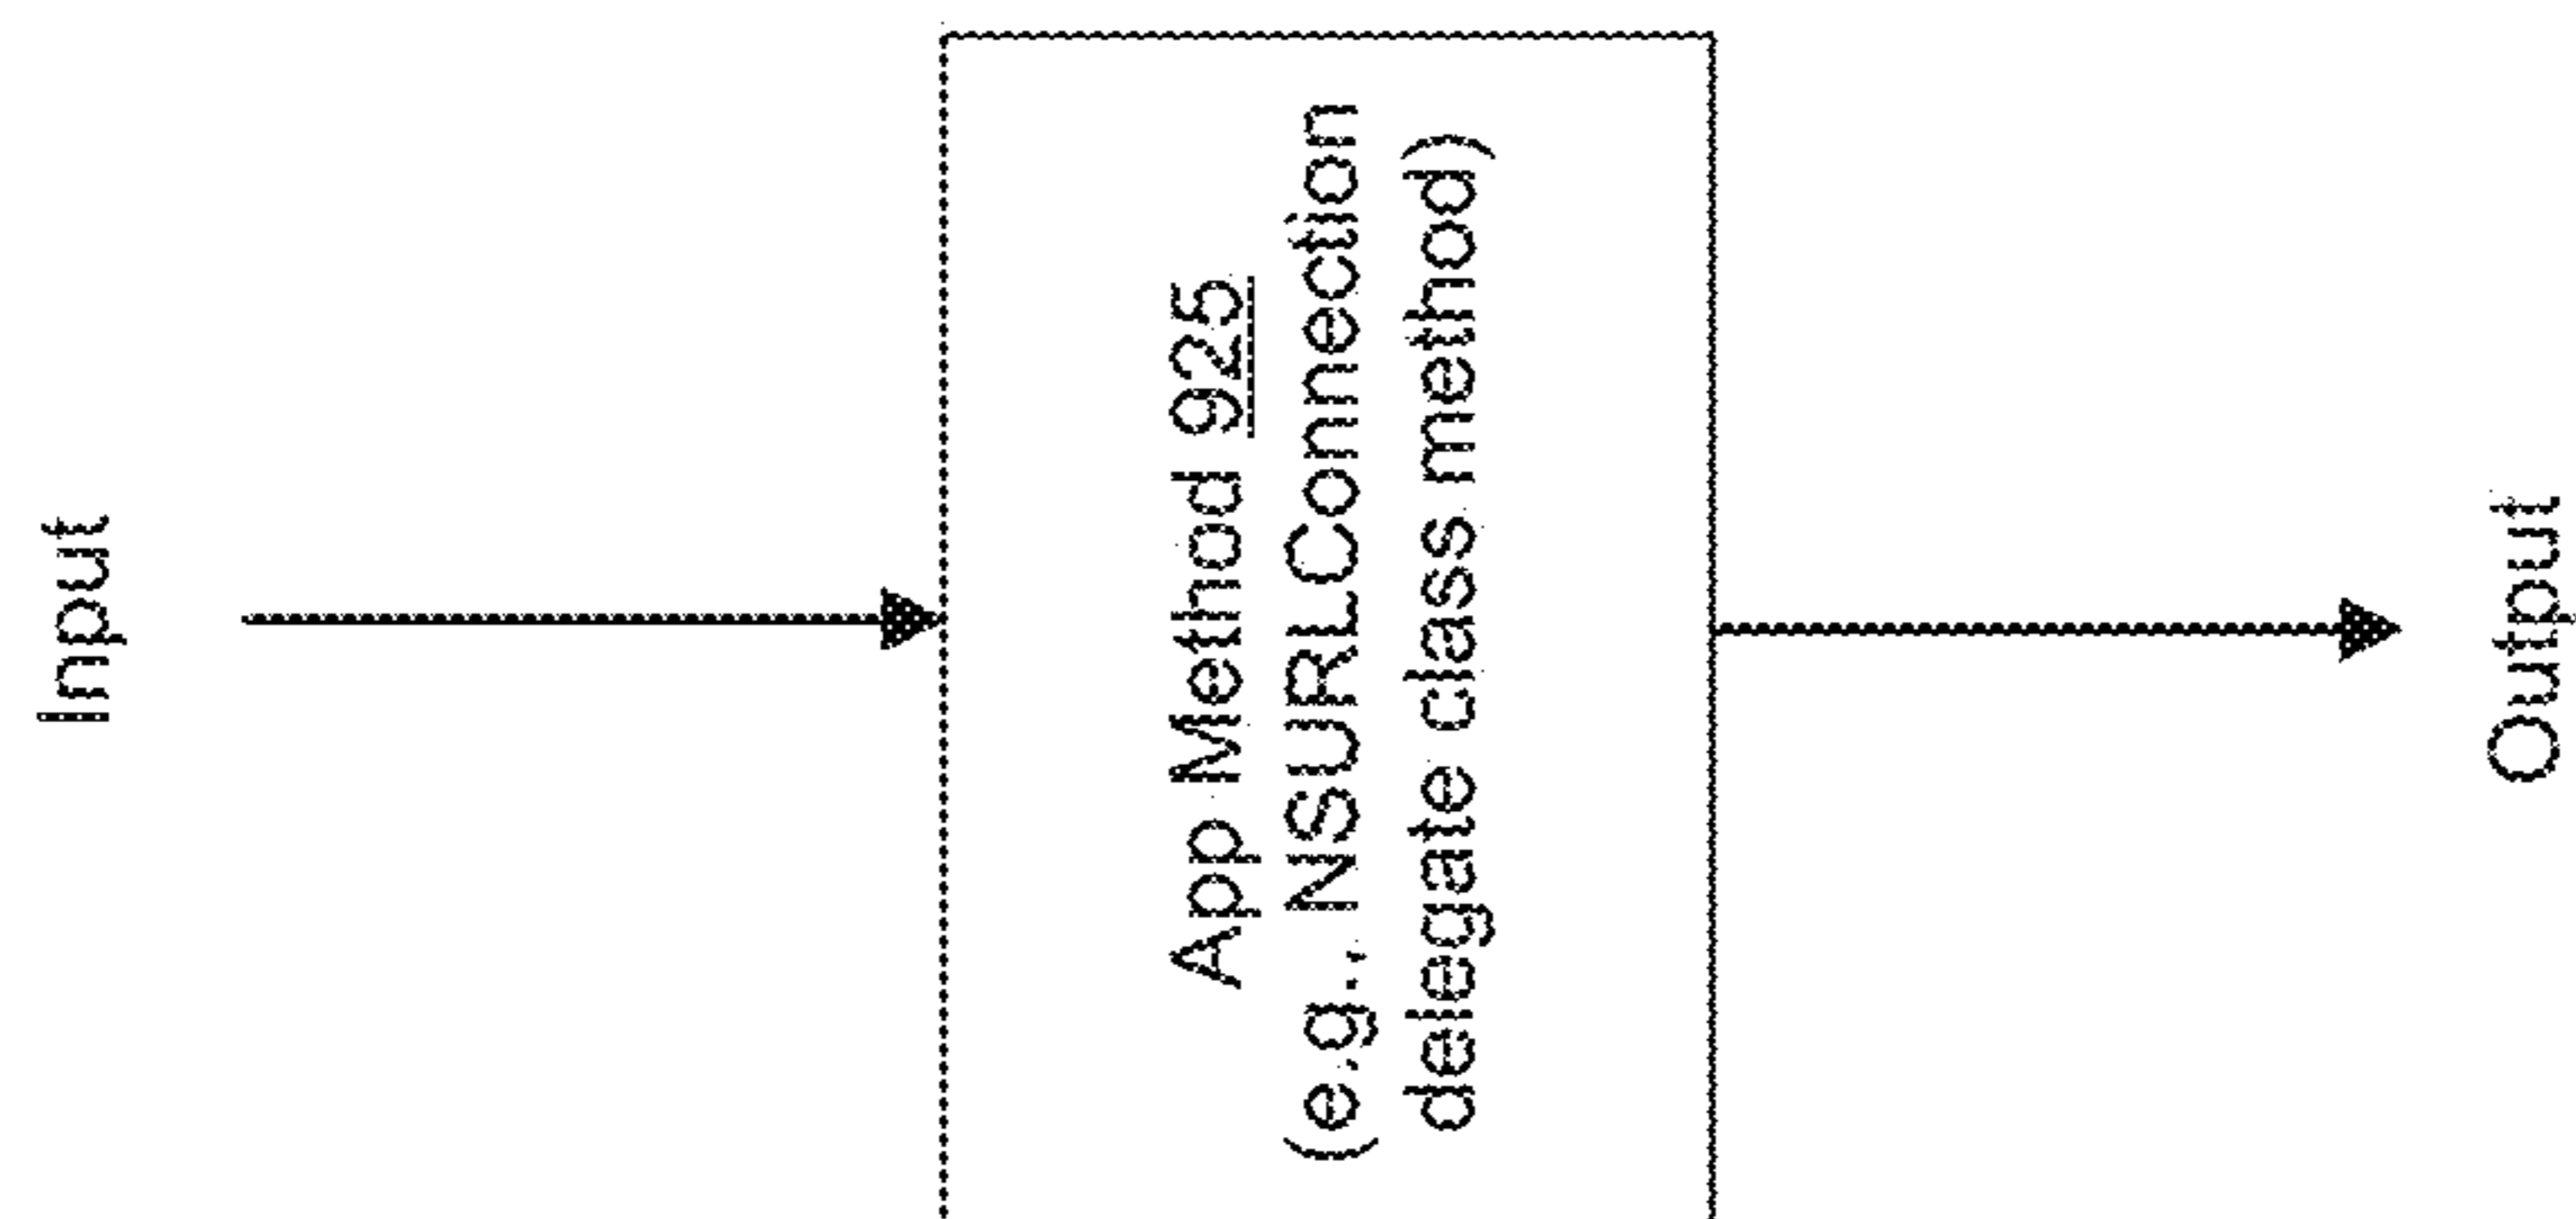 Input
App Method 925
(e.g., NSURLConnection
delegate class method)
Output